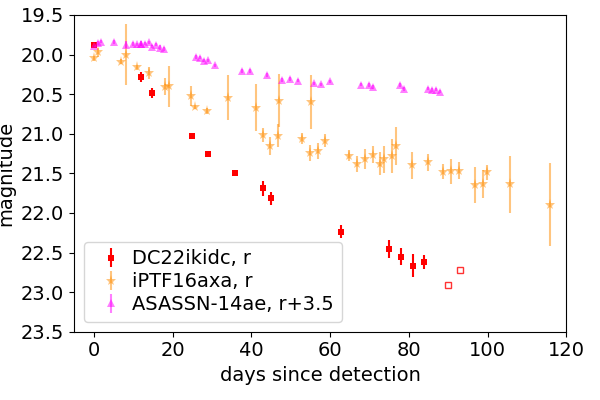 19.5
20.0
20.5
21.0
21.5
22.0
22.5
23.0
23.5
magnitude
DC22ikidc, r
iPTF16axa, r
ASASSN-14ae, r+3.5
0 20 40 60 80 100 120
days since detection